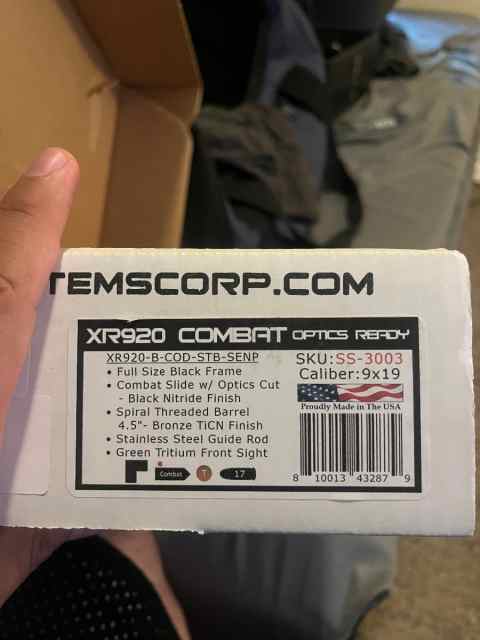 TEMSCORP.COM
XR920 COMBAT OPTICS READY
XR920-B-COD-STB-SENP
• Full Size Black Frame
• Combat Slide w/ Optics Cut
- Black Nitride Finish
• Spiral Threaded Barrel
4.5"- Bronze TiCN Finish
• Stainless Steel Guide Rod
• Green Tritium Front Sight
Combat T 17
SKU:SS-3003
Caliber:9x19
Proudly Made in The USA
8 10013 43287 9